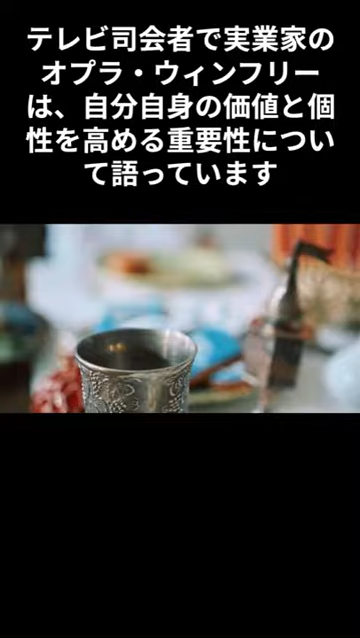 テレビ司会者で実業家の
オプラ・ウィンフリー
は、自分自身の価値と個
性を高める重要性につい
て語っています